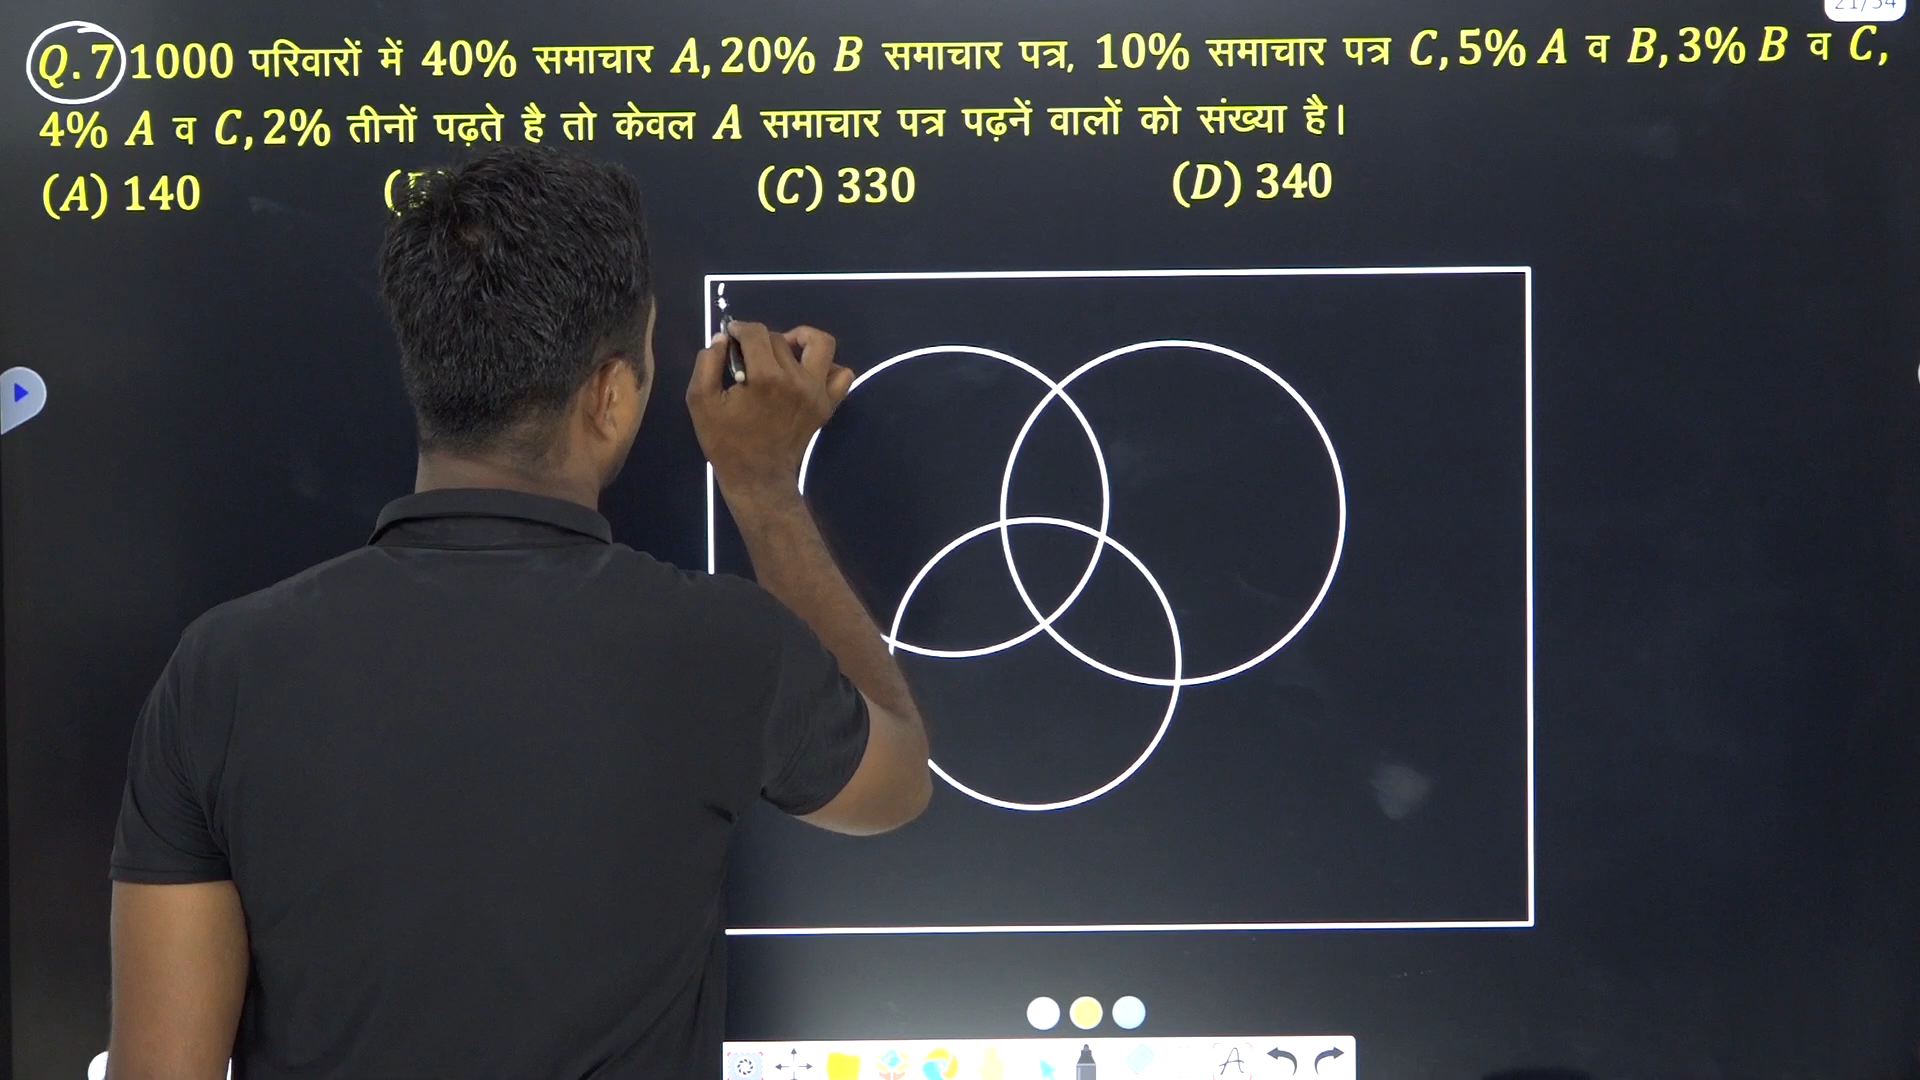 Q.7 1000 परिवारों में 40% समाचार A, 20% B समाचार पत्र, 10% समाचार पत्र C, 5% A व B, 3% B व C,
4% A व C, 2% तीनों पढ़ते है तो केवल A समाचार पत्र पढ़नें वालों को संख्या है।
(A) 140 (C) 330 (D) 340